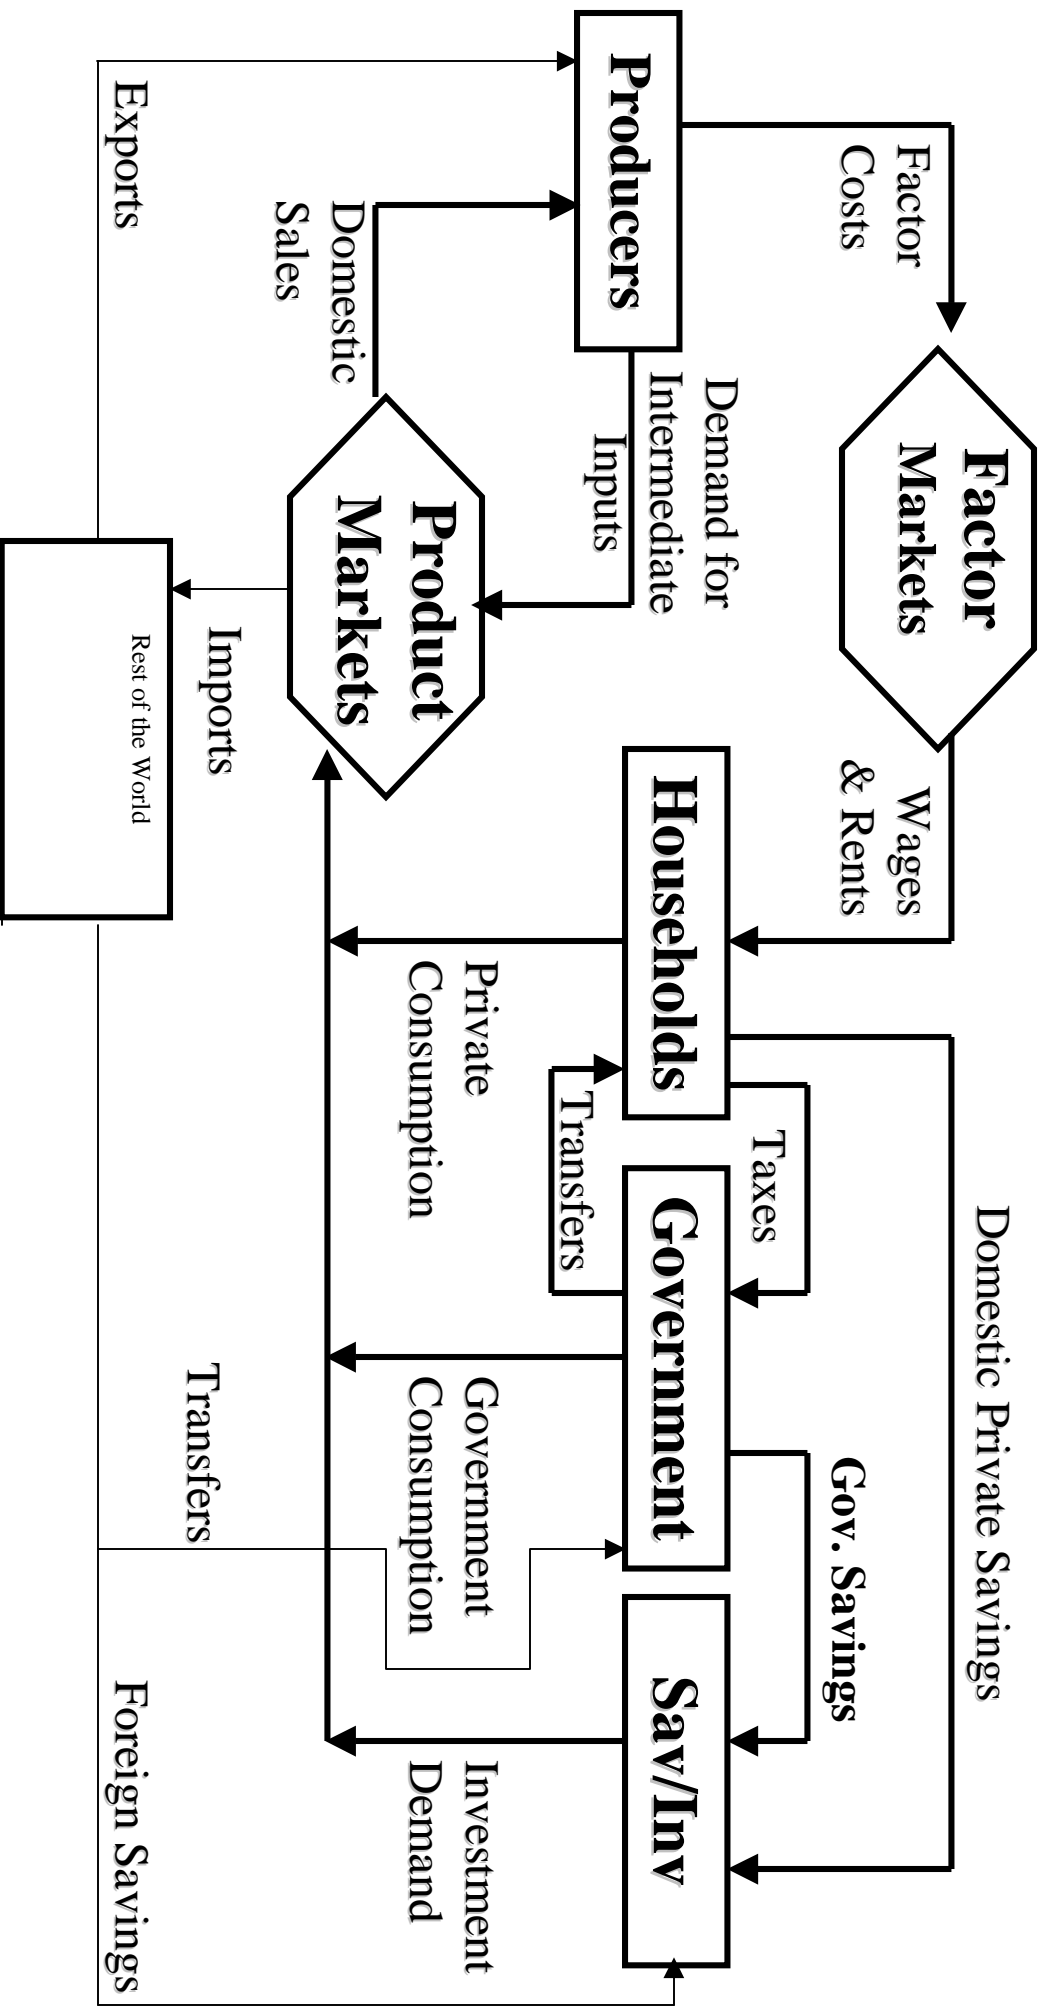 Factor
Costs
Factor
Markets
Wages
& Rents
Domestic Private Savings
Gov. Savings
Taxes
Producers
Demand for
Intermediate
Inputs
Households
Government
Sav/Inv
Transfers
Domestic
Sales
Product
Markets
Private
Consumption
Government
Consumption
Investment
Demand
Exports
Imports
Rest of the World
Transfers
Foreign Savings